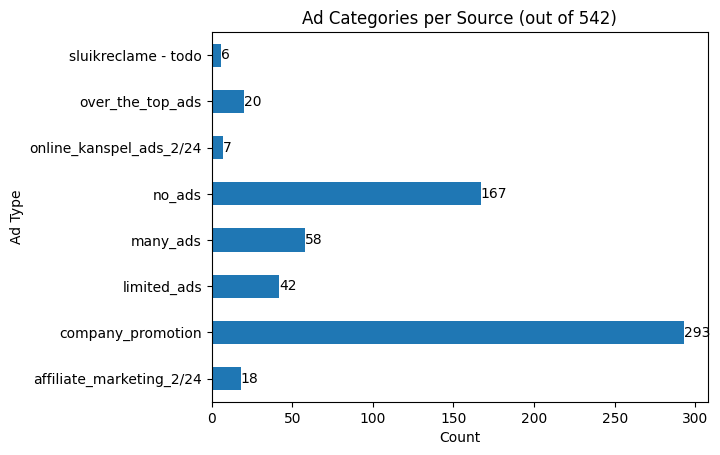 Ad Categories per Source (out of 542)
sluikreclame - todo
6
over_the_top_ads
20
online_kanspel_ads_2/24
7
no_ads
167
many_ads
58
limited_ads
42
company_promotion
293
affiliate_marketing_2/24
18
Ad Type
0 50 100 150 200 250 300
Count